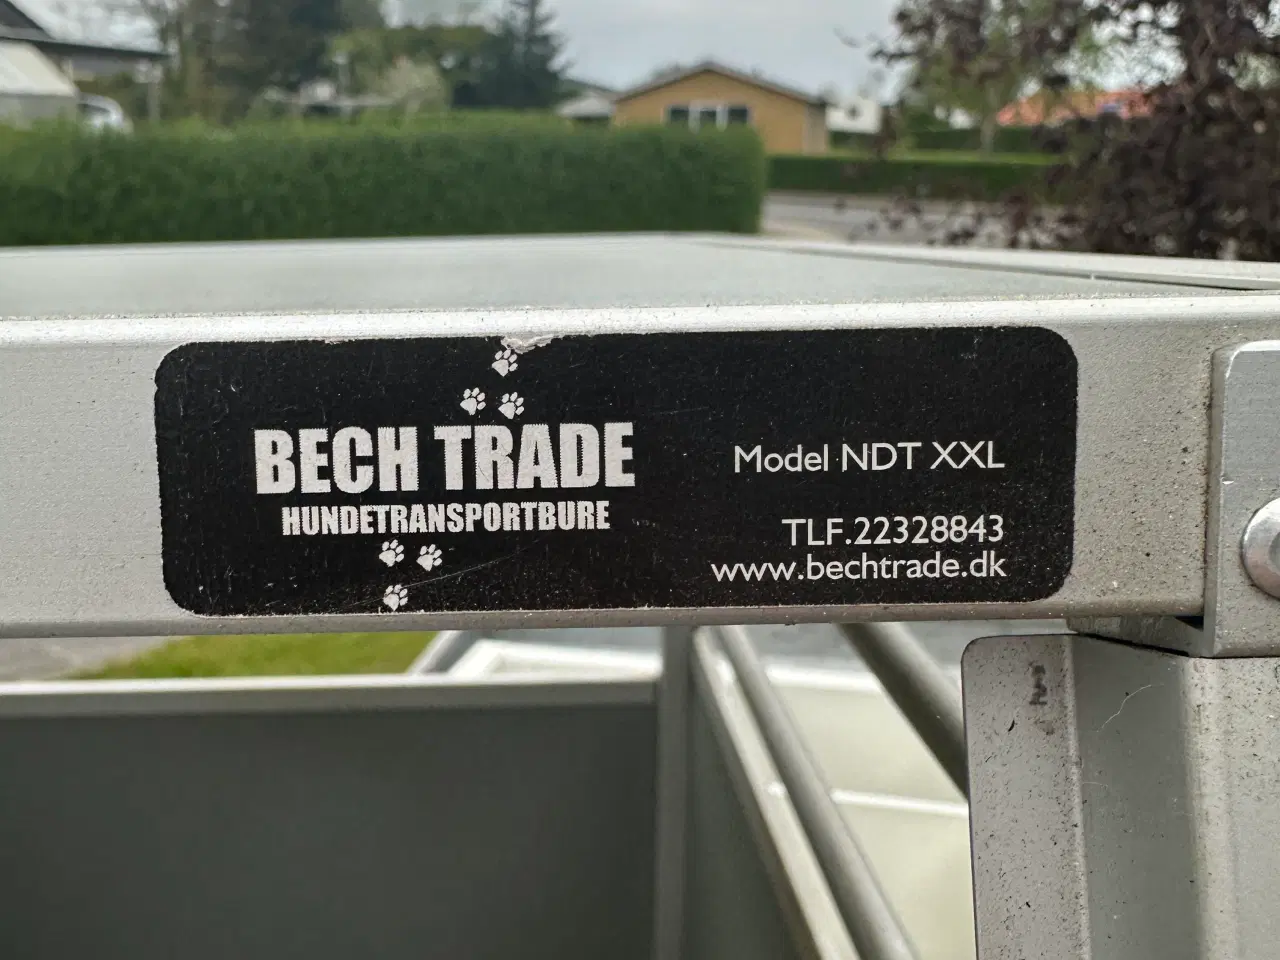 BECH TRADE
HUNDETRANSPORTBURE
Model NDT XXL
TLF.22328843
www.bechtrade.dk